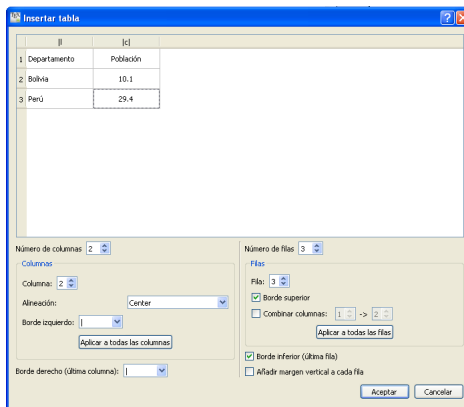 Insertar tabla
|l |c|
1 Departamento Población
2 Bolivia 10.1
3 Perú 29.4
Número de columnas 2 Número de filas 3
Columnas Filas
Columna: 2 Fila: 3
Alineación: Center Borde superior
Borde izquierdo: | Combinar columnas: 1 -> 2
Aplicar a todas las columnas Aplicar a todas las filas
Borde derecho (última columna): | Borde inferior (última fila)
Añadir margen vertical a cada fila
Aceptar Cancelar